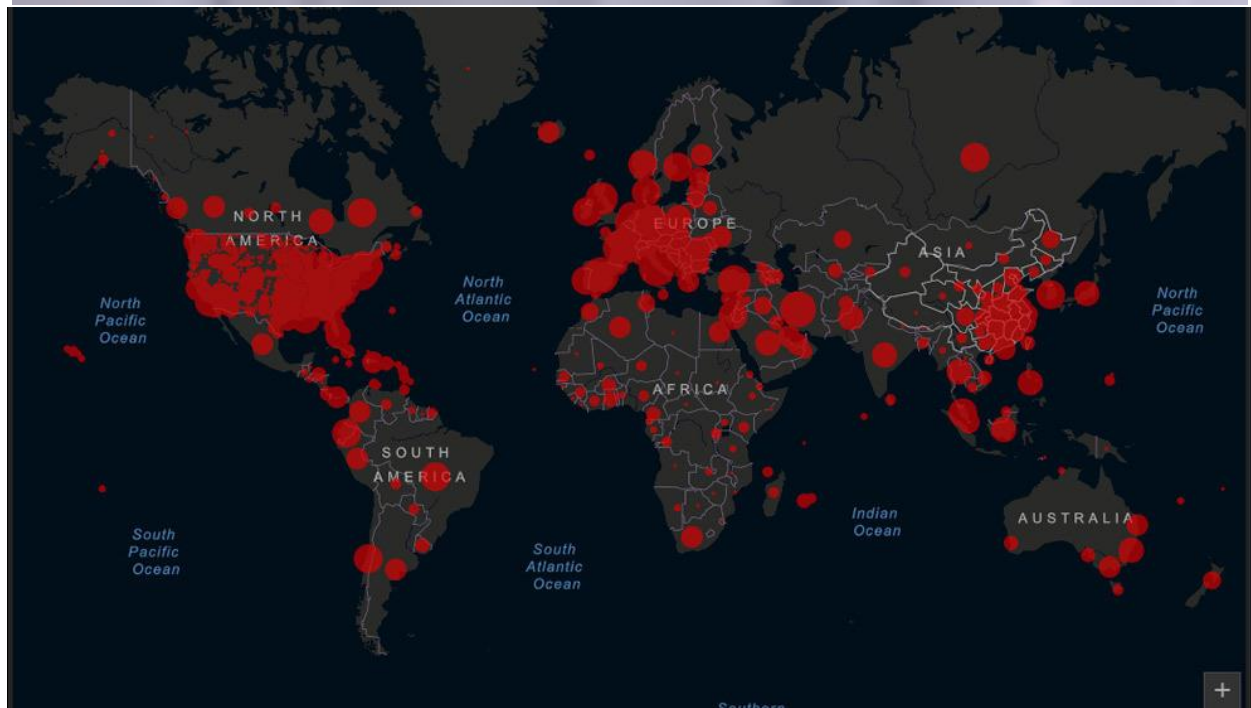 NORTH
AMERICA
EUROPE
ASIA
North
Pacific
Ocean
North
Atlantic
Ocean
North
Pacific
Ocean
AFRICA
SOUTH
AMERICA
South
Pacific
Ocean
South
Atlantic
Ocean
Indian
Ocean
AUSTRALIA
+